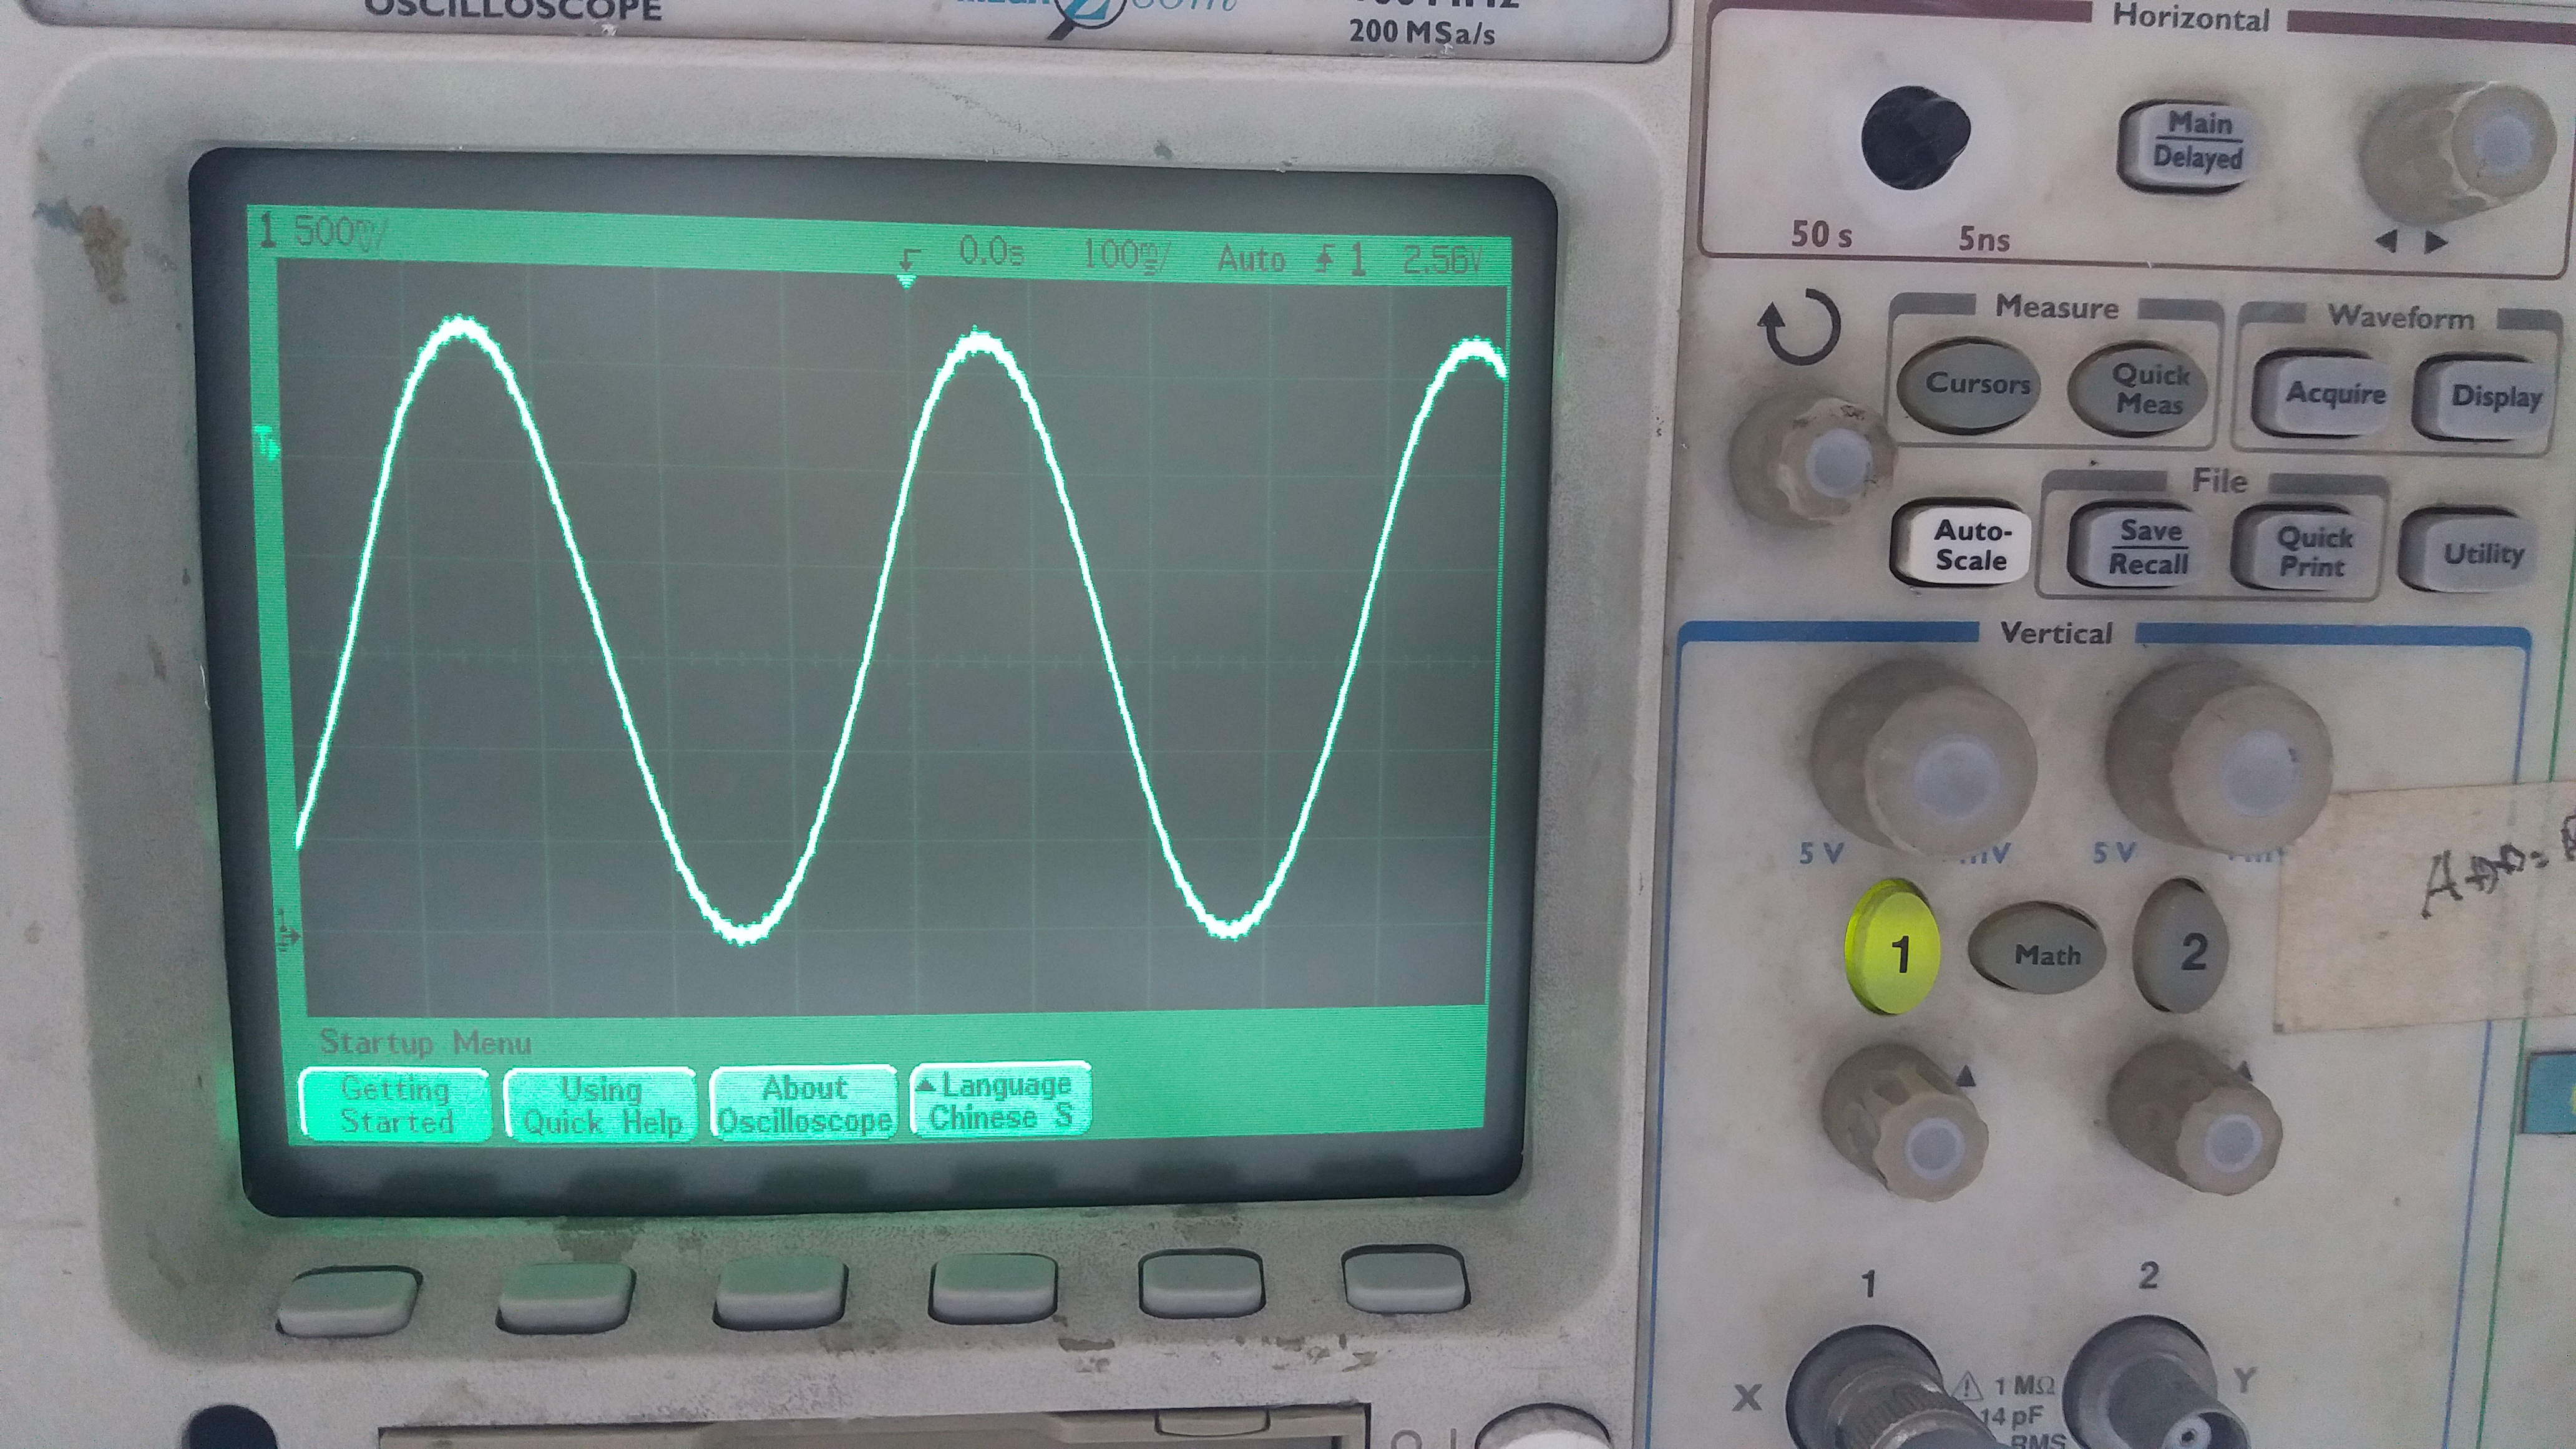 OSCILLOSCOPE
200 MSa/s
Horizontal
Main
Delayed
50 s
5ns
1 500mV/
0.0s 100ms/ Auto 1 2.56V
Measure
Waveform
Cursors
Quick
Meas
Acquire
Display
File
Auto-
Scale
Save
Recall
Quick
Print
Utility
Vertical
5 V
5 V
1
Math
2
Startup Menu
Getting
Started
Using
Quick Help
About
Oscilloscope
Language
Chinese S
1
2
X
1 MΩ
14 pF
RMS
Y